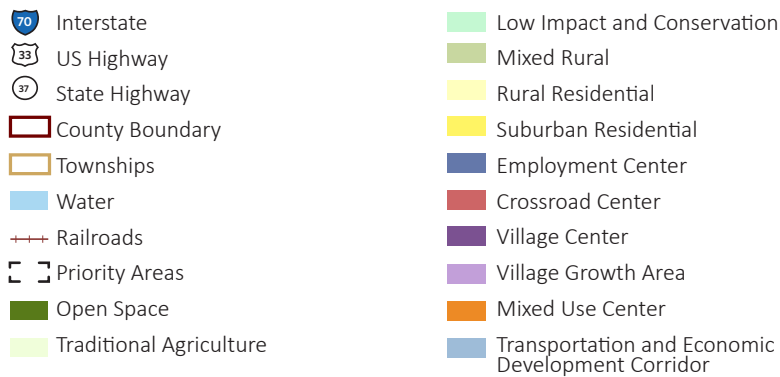 70 Interstate
33 US Highway
37 State Highway
County Boundary
Townships
Water
Railroads
Priority Areas
Open Space
Traditional Agriculture
Low Impact and Conservation
Mixed Rural
Rural Residential
Suburban Residential
Employment Center
Crossroad Center
Village Center
Village Growth Area
Mixed Use Center
Transportation and Economic
Development Corridor